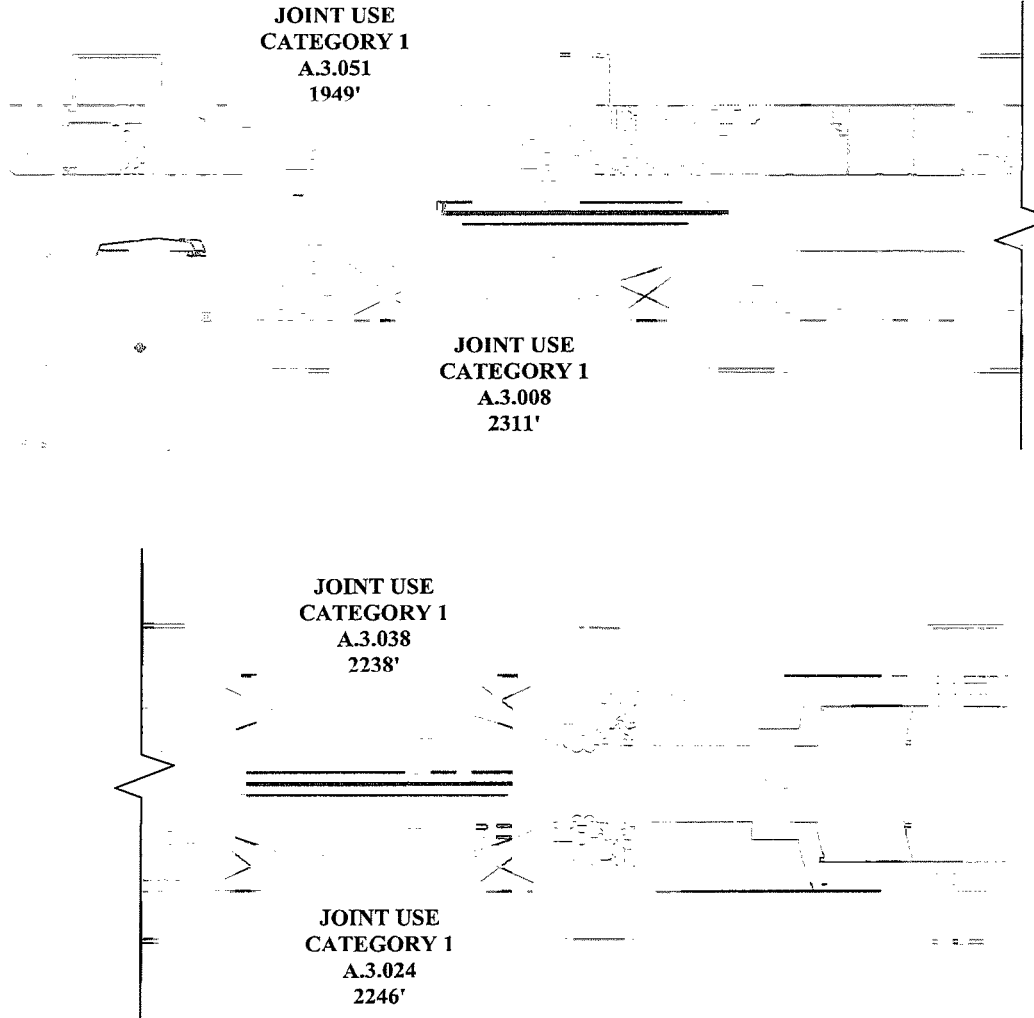 JOINT USE
CATEGORY 1
A.3.051
1949'
JOINT USE
CATEGORY 1
A.3.008
2311'
JOINT USE
CATEGORY 1
A.3.038
2238'
JOINT USE
CATEGORY 1
A.3.024
2246'